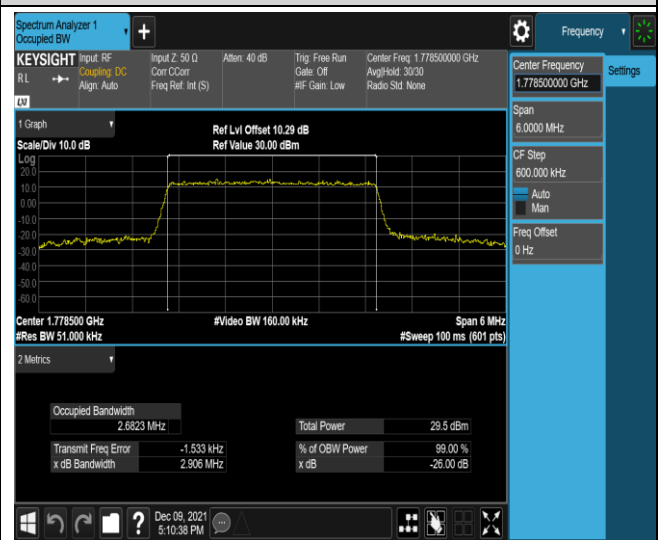 Spectrum Analyzer 1
Occupied BW
Frequency
KEYSIGHT Input: RF Input Z: 50 Ω Atten: 40 dB Trig: Free Run Center Freq: 1.778500000 GHz
RL Coupling: DC Corr CCorr Gate: Off Avg|Hold: 30/30
Align: Auto Freq Ref: Int (S) #IF Gain: Low Radio Std: None
LXI
1 Graph
Ref Lvl Offset 10.29 dB
Scale/Div 10.0 dB Ref Value 30.00 dBm
Log
20.0
10.0
0.00
-10.0
-20.0
-30.0
-40.0
-50.0
-60.0
Center 1.778500 GHz #Video BW 160.00 kHz Span 6 MHz
#Res BW 51.000 kHz #Sweep 100 ms (601 pts)
2 Metrics
Occupied Bandwidth
2.6823 MHz Total Power 29.5 dBm
Transmit Freq Error -1.533 kHz % of OBW Power 99.00 %
x dB Bandwidth 2.906 MHz x dB -26.00 dB
Center Frequency
1.778500000 GHz
Settings
Span
6.0000 MHz
CF Step
600.000 kHz
Auto
Man
Freq Offset
0 Hz
Dec 09, 2021
5:10:38 PM